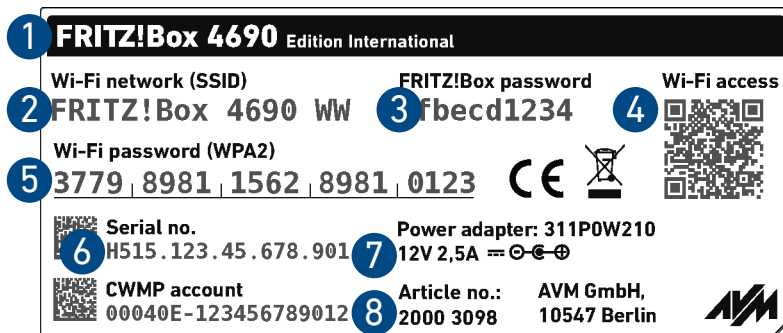 1 FRITZ!Box 4690 Edition International
Wi-Fi network (SSID) FRITZ!Box password Wi-Fi access
2 FRITZ!Box 4690 WW 3 fbecd1234 4
Wi-Fi password (WPA2)
5 3779 8981 1562 8981 0123 CE
Serial no. Power adapter: 311P0W210
6 H515.123.45.678.901 7 12V 2,5A
CWMP account Article no.: AVM GmbH,
00040E-123456789012 8 2000 3098 10547 Berlin AVM